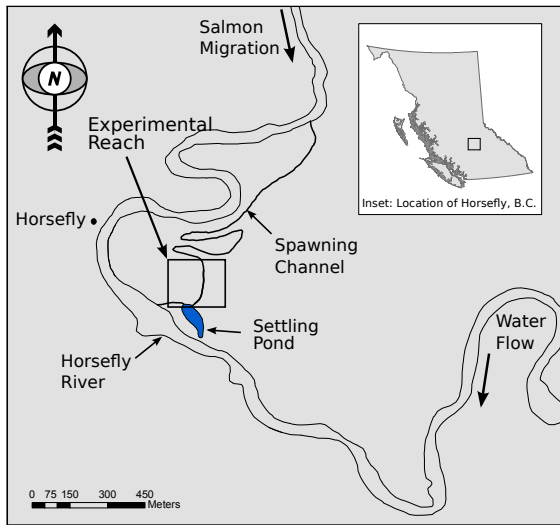 Salmon
Migration
N
Experimental
Reach
Inset: Location of Horsefly, B.C.
Horsefly
Spawning
Channel
Settling
Pond
Water
Flow
Horsefly
River
0 75 150 300 450
Meters